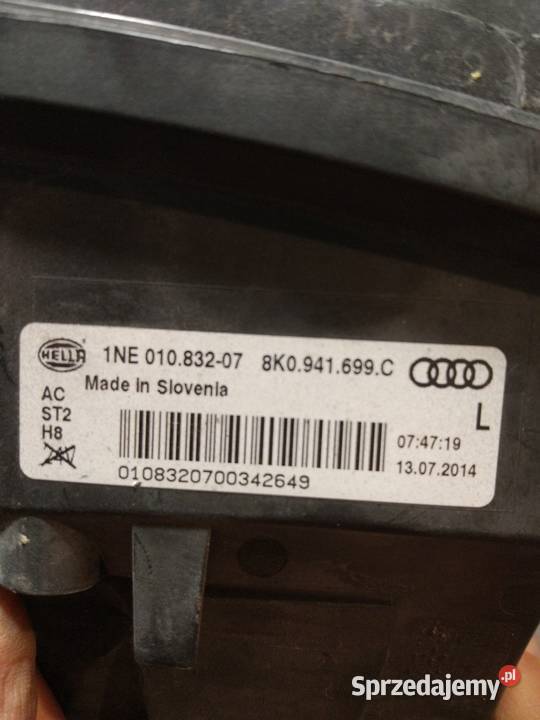 HELLA 1NE 010.832-07 8K0.941.699.C
Made in Slovenia
AC
ST2
H8
L
07:47:19
13.07.2014
0108320700342649
Sprzedajemy.pl